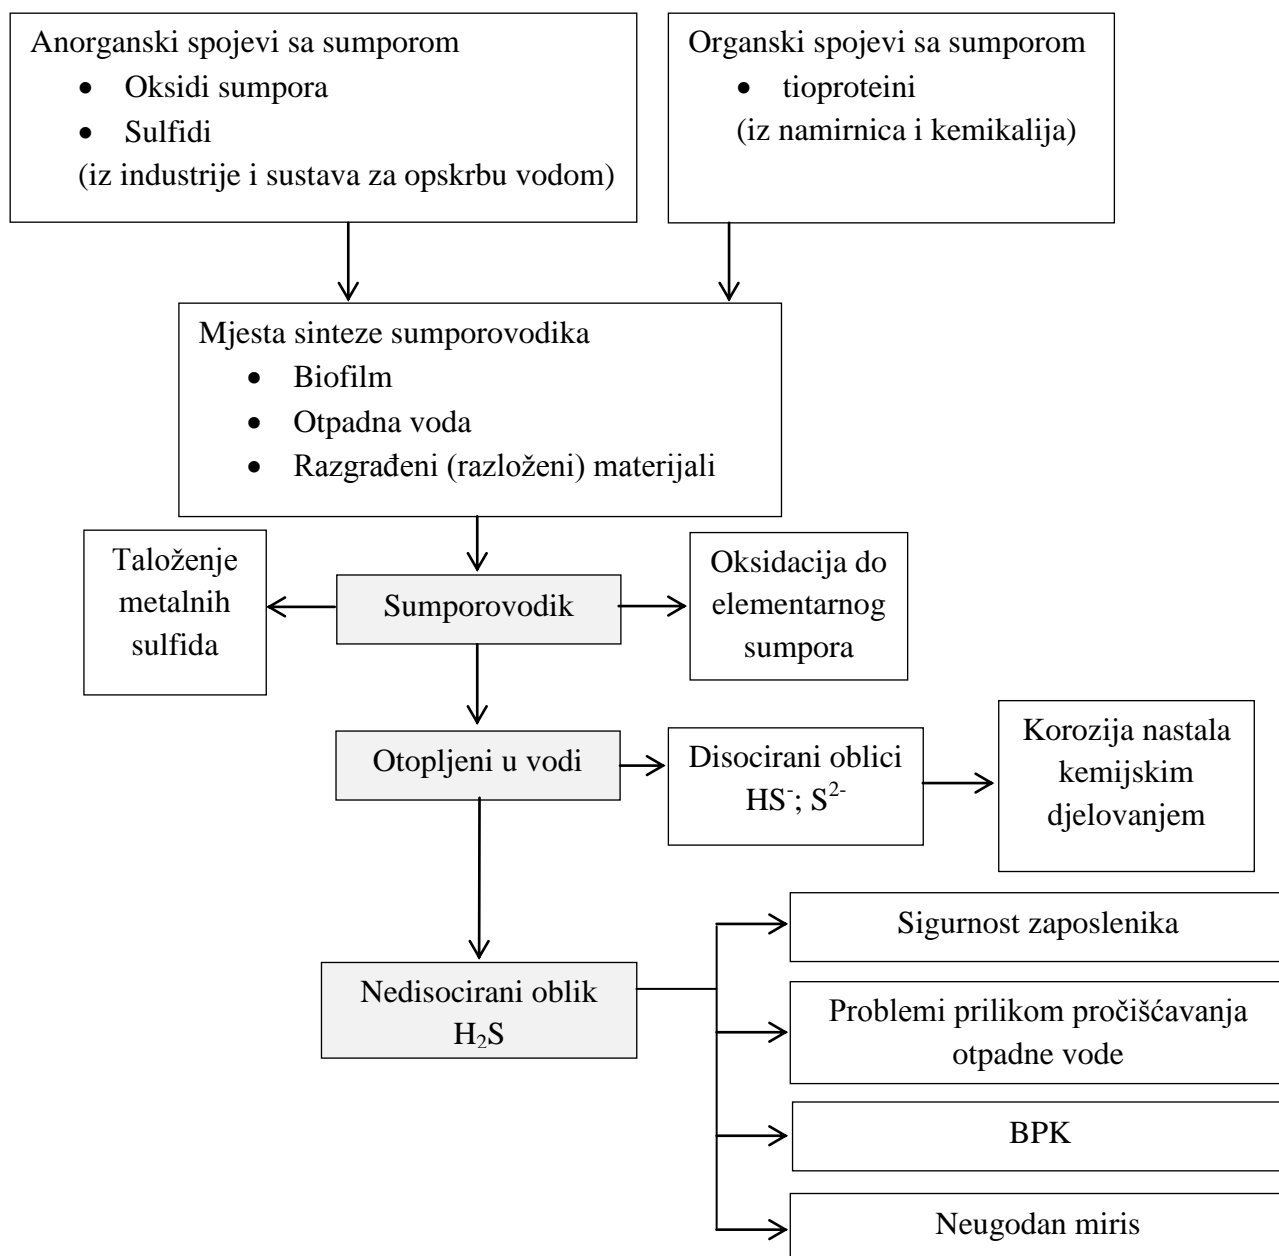 Anorganski spojevi sa sumporom
• Oksidi sumpora
• Sulfidi
(iz industrije i sustava za opskrbu vodom)
Organski spojevi sa sumporom
• tioproteini
(iz namirnica i kemikalija)
Mjesta sinteze sumporovodika
• Biofilm
• Otpadna voda
• Razgrađeni (razloženi) materijali
Taloženje
metalnih
sulfida
Sumporovodik
Oksidacija do
elementarnog
sumpora
Otopljeni u vodi
Disocirani oblici
HS⁻; S²⁻
Korozija nastala
kemijskim
djelovanjem
Nedisocirani oblik
H₂S
Sigurnost zaposlenika
Problemi prilikom pročišćavanja
otpadne vode
BPK
Neugodan miris